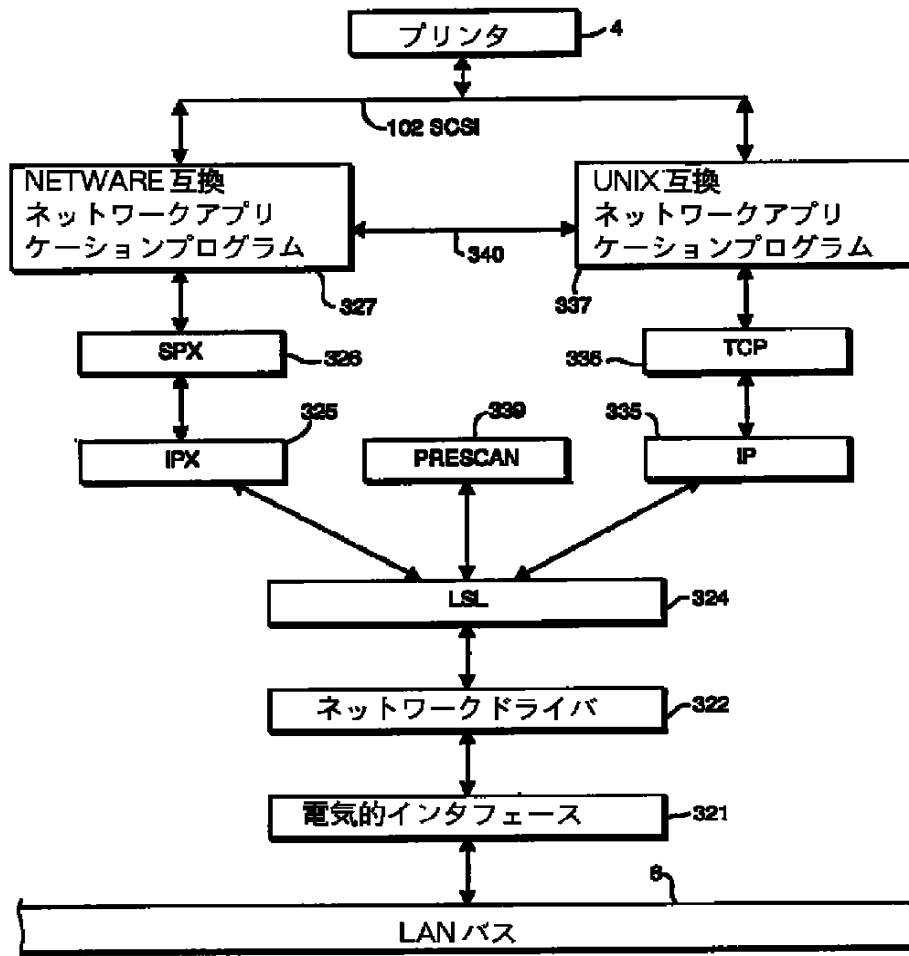 プリンタ
4
102 SCSI
NETWARE 互換
ネットワークアプリ
ケーションプログラム
UNIX 互換
ネットワークアプリ
ケーションプログラム
340
327
337
SPX
326
TCP
336
325
339
335
IPX
PRESCAN
IP
LSL
324
ネットワークドライバ
322
電気的インタフェース
321
6
LAN バス